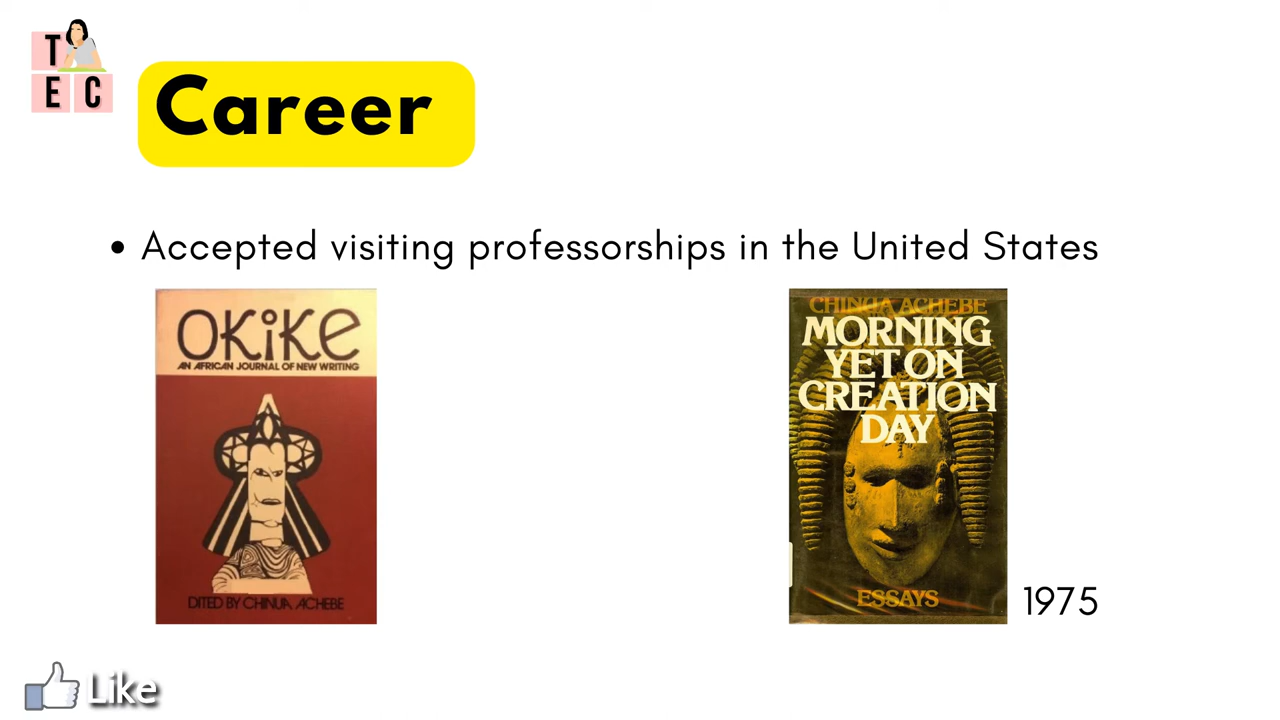 T
E C
Career
• Accepted visiting professorships in the United States
OKiKe
AN AFRICAN JOURNAL OF NEW WRITING
DITED BY CHINUA ACHEBE
CHINUA ACHEBE
MORNING
YET ON
CREATION
DAY
ESSAYS
1975
Like